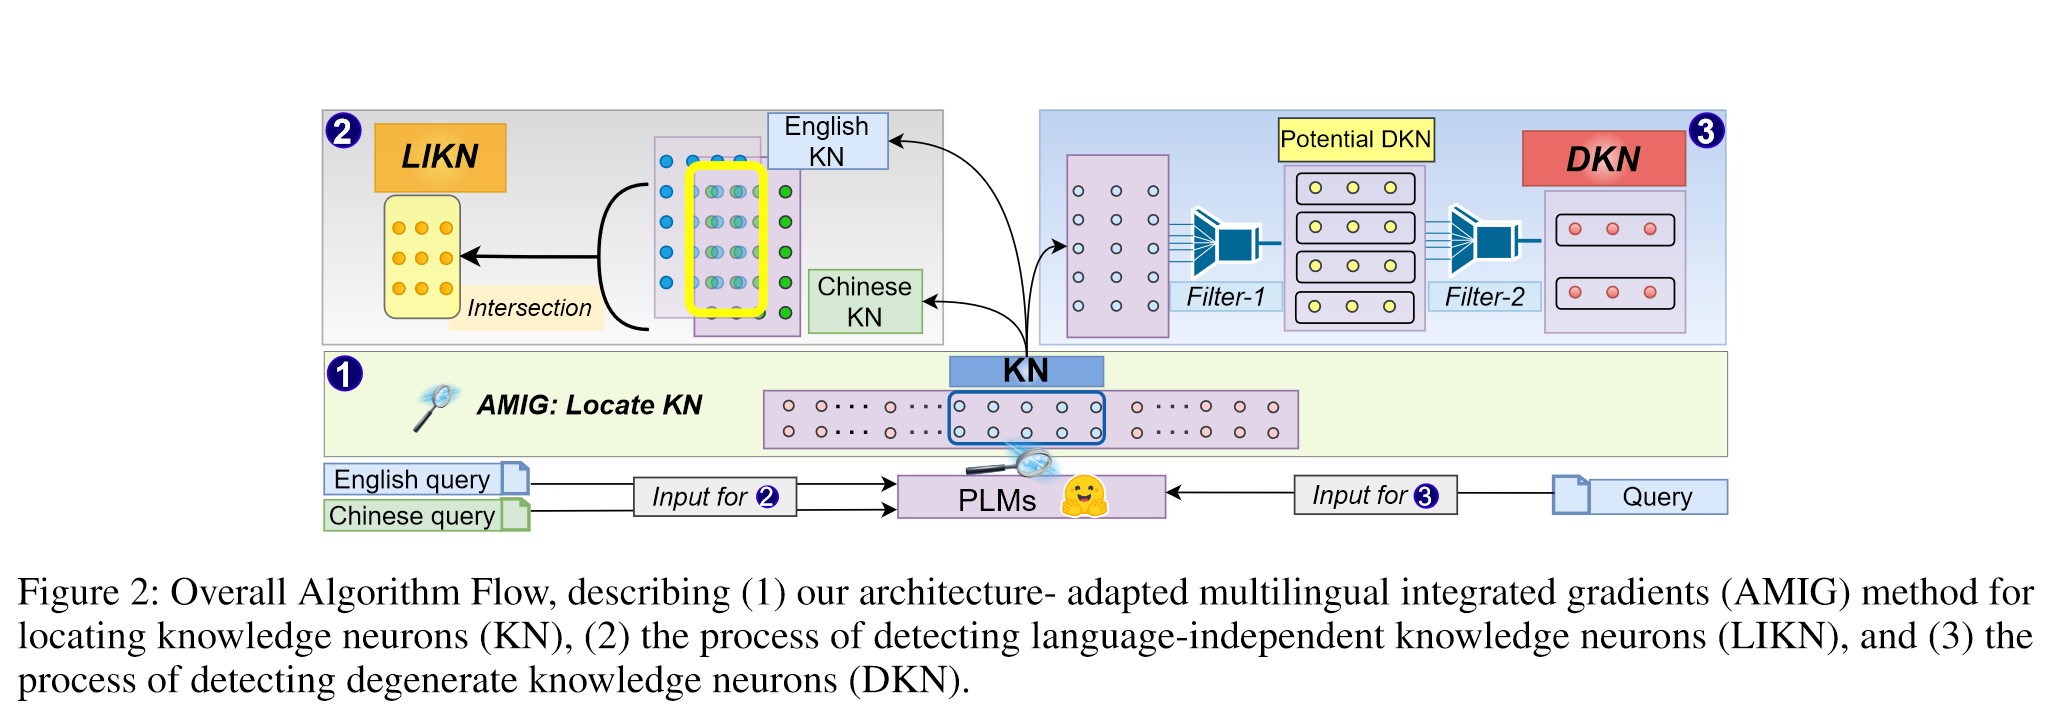 2
LIKN
English
KN
Chinese
KN
Intersection
3
Potential DKN
DKN
Filter-1
Filter-2
1
AMIG: Locate KN
KN
English query
Chinese query
Input for 2
PLMs
Input for 3
Query
Figure 2: Overall Algorithm Flow, describing (1) our architecture- adapted multilingual integrated gradients (AMIG) method for
locating knowledge neurons (KN), (2) the process of detecting language-independent knowledge neurons (LIKN), and (3) the
process of detecting degenerate knowledge neurons (DKN).